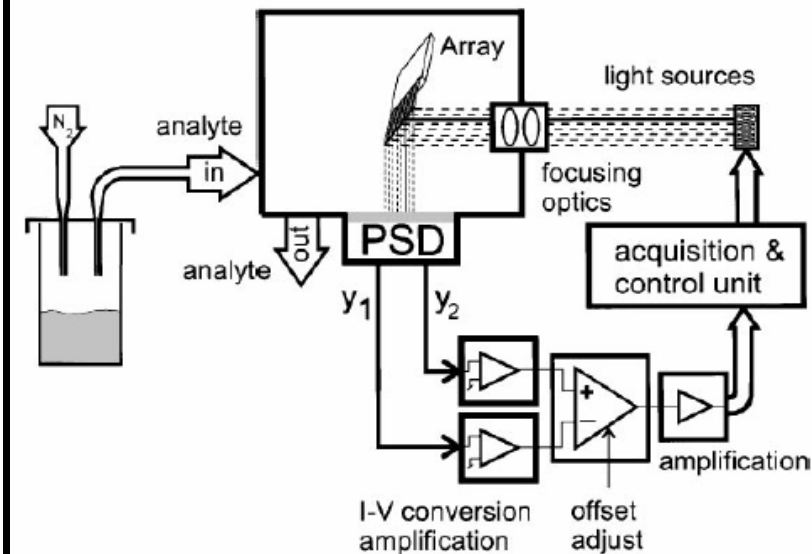 Array
light sources
N2
analyte
in
focusing
optics
out
analyte
PSD
acquisition &
control unit
y1
y2
+
−
amplification
I-V conversion
amplification
offset
adjust